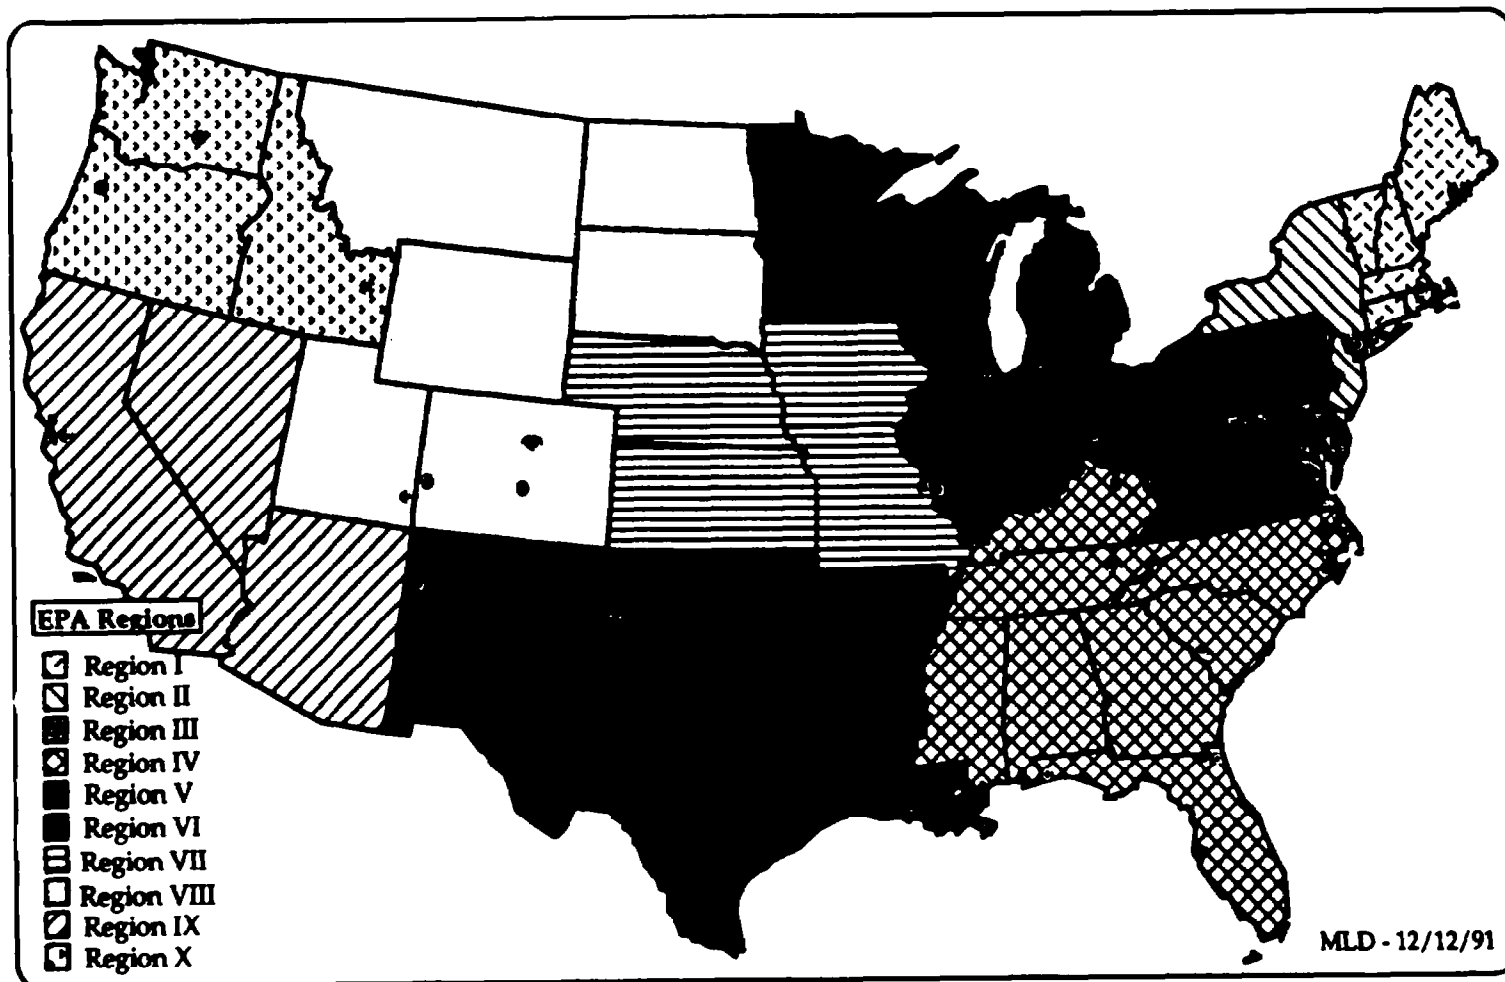 EPA Regions
Region I
Region II
Region III
Region IV
Region V
Region VI
Region VII
Region VIII
Region IX
Region X
MLD - 12/12/91